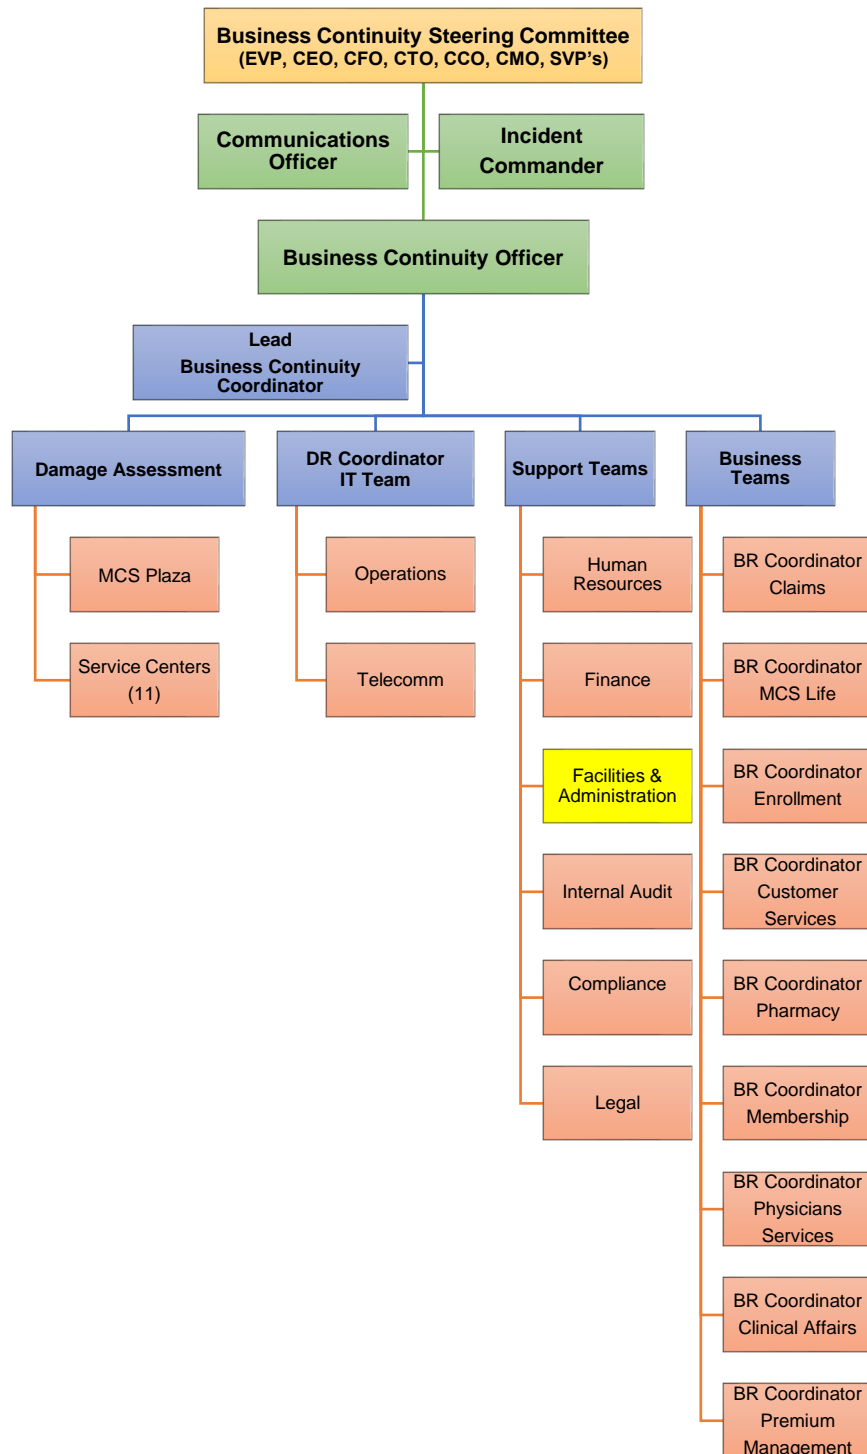 Business Continuity Steering Committee
(EVP, CEO, CFO, CTO, CCO, CMO, SVP's)
Communications
Officer
Incident
Commander
Business Continuity Officer
Lead
Business Continuity
Coordinator
Damage Assessment
DR Coordinator
IT Team
Support Teams
Business
Teams
MCS Plaza
Service Centers
(11)
Operations
Telecomm
Human
Resources
Finance
Facilities &
Administration
Internal Audit
Compliance
Legal
BR Coordinator
Claims
BR Coordinator
MCS Life
BR Coordinator
Enrollment
BR Coordinator
Customer
Services
BR Coordinator
Pharmacy
BR Coordinator
Membership
BR Coordinator
Physicians
Services
BR Coordinator
Clinical Affairs
BR Coordinator
Premium
Management